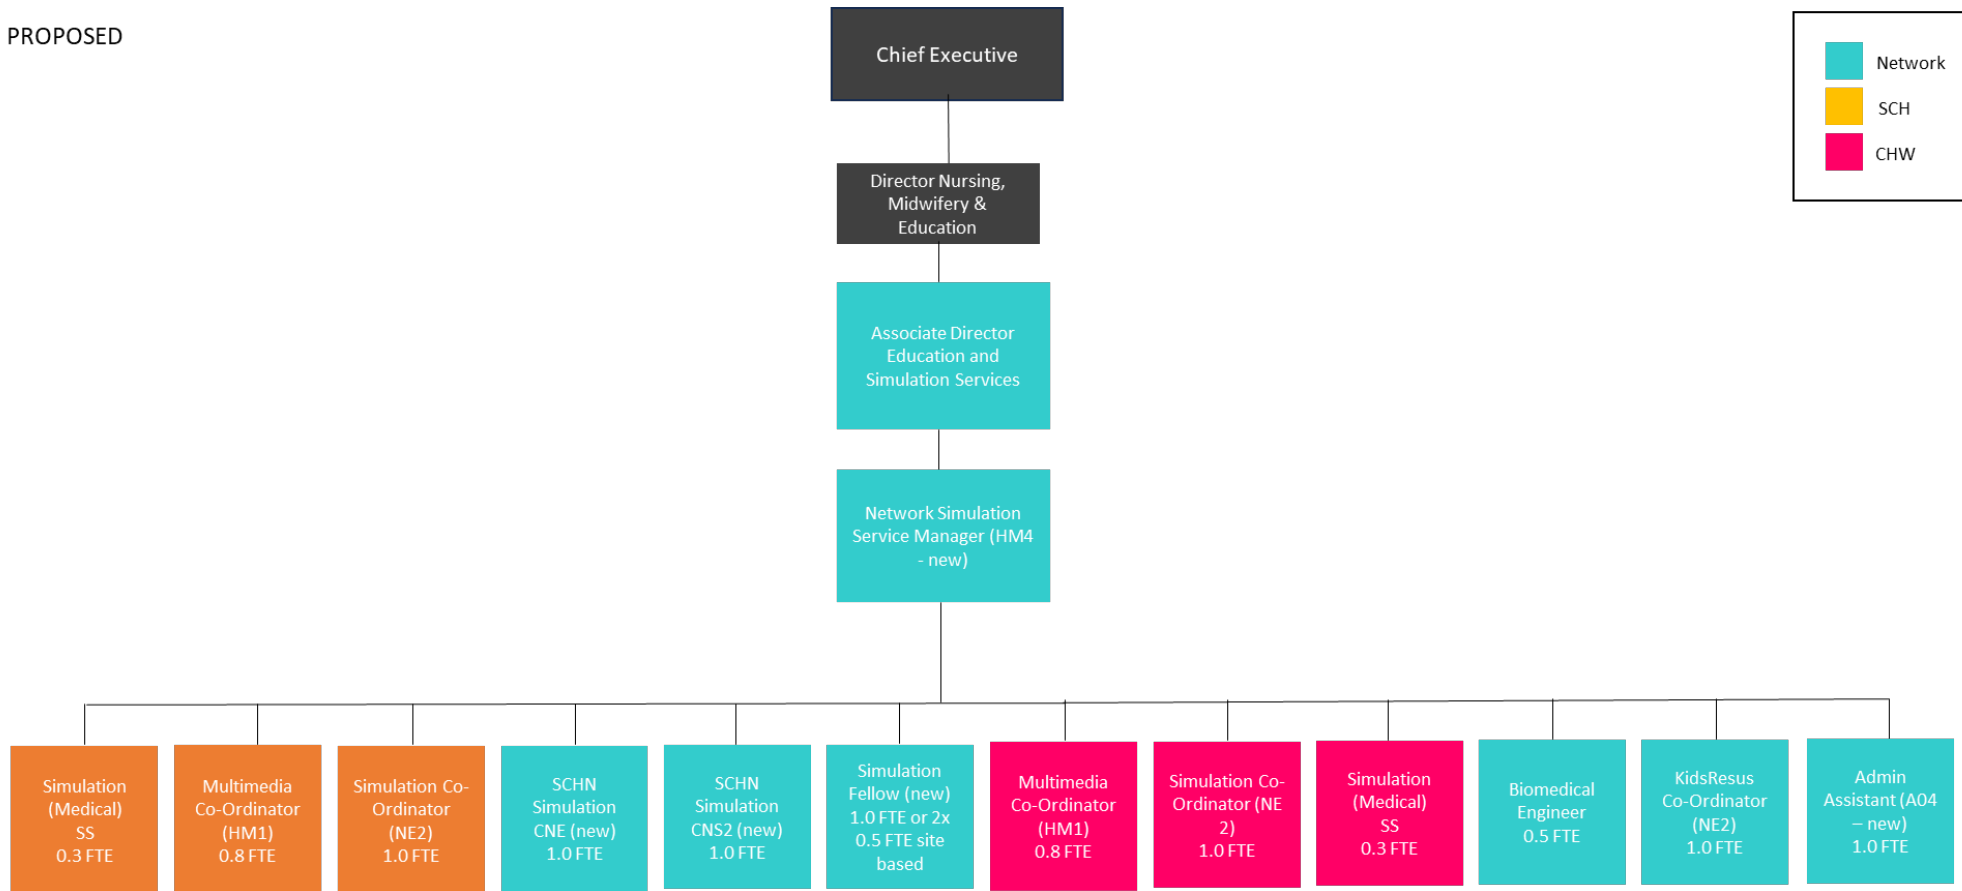 PROPOSED
Chief Executive
Network
SCH
CHW
Director Nursing,
Midwifery &
Education
Associate Director
Education and
Simulation Services
Network Simulation
Service Manager (HM4
- new)
Simulation
(Medical)
SS
0.3 FTE
Multimedia
Co-Ordinator
(HM1)
0.8 FTE
Simulation Co-
Ordinator
(NE2)
1.0 FTE
SCHN
Simulation
CNE (new)
1.0 FTE
SCHN
Simulation
CNS2 (new)
1.0 FTE
Simulation
Fellow (new)
1.0 FTE or 2x
0.5 FTE site
based
Multimedia
Co-Ordinator
(HM1)
0.8 FTE
Simulation Co-
Ordinator (NE
2)
1.0 FTE
Simulation
(Medical)
SS
0.3 FTE
Biomedical
Engineer
0.5 FTE
KidsResus
Co-Ordinator
(NE2)
1.0 FTE
Admin
Assistant (A04
– new)
1.0 FTE